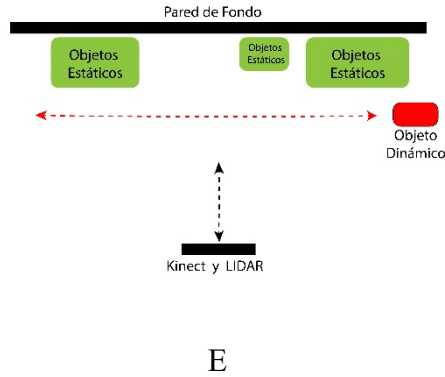 Pared de Fondo
Objetos
Estáticos
Objetos
Estáticos
Objetos
Estáticos
Objeto
Dinámico
Kinect y LIDAR
E